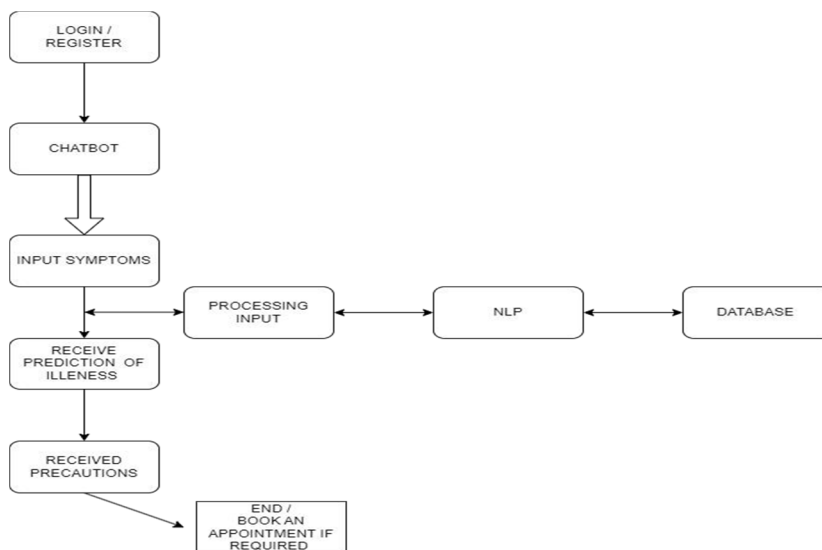 LOGIN /
REGISTER
CHATBOT
INPUT SYMPTOMS
PROCESSING
INPUT
NLP
DATABASE
RECEIVE
PREDICTION OF
ILLENESS
RECEIVED
PRECAUTIONS
END /
BOOK AN
APPOINTMENT IF
REQUIRED